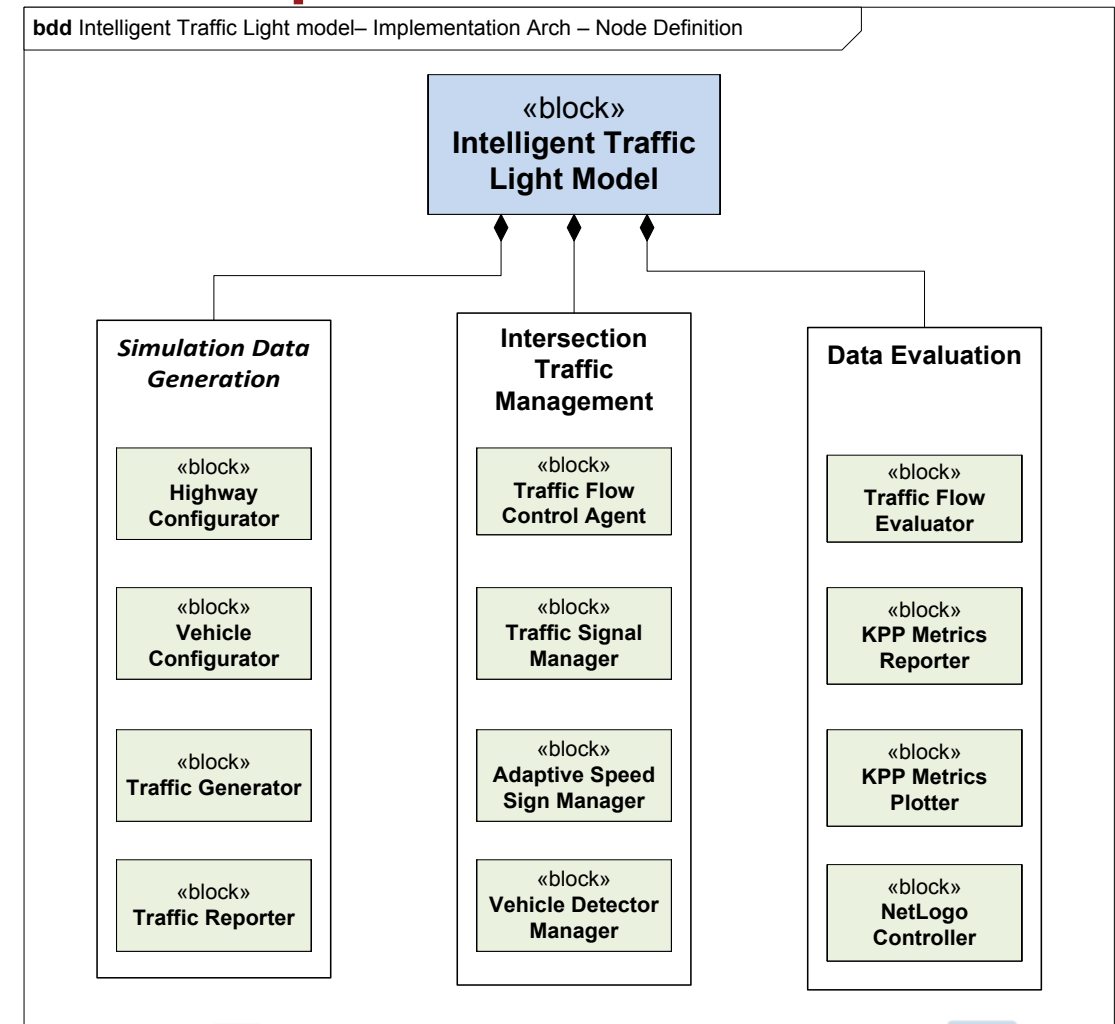 bdd Intelligent Traffic Light model– Implementation Arch – Node Definition
«block»
Intelligent Traffic
Light Model
Simulation Data
Generation
«block»
Highway
Configurator
«block»
Vehicle
Configurator
«block»
Traffic Generator
«block»
Traffic Reporter
Intersection
Traffic
Management
«block»
Traffic Flow
Control Agent
«block»
Traffic Signal
Manager
«block»
Adaptive Speed
Sign Manager
«block»
Vehicle Detector
Manager
Data Evaluation
«block»
Traffic Flow
Evaluator
«block»
KPP Metrics
Reporter
«block»
KPP Metrics
Plotter
«block»
NetLogo
Controller